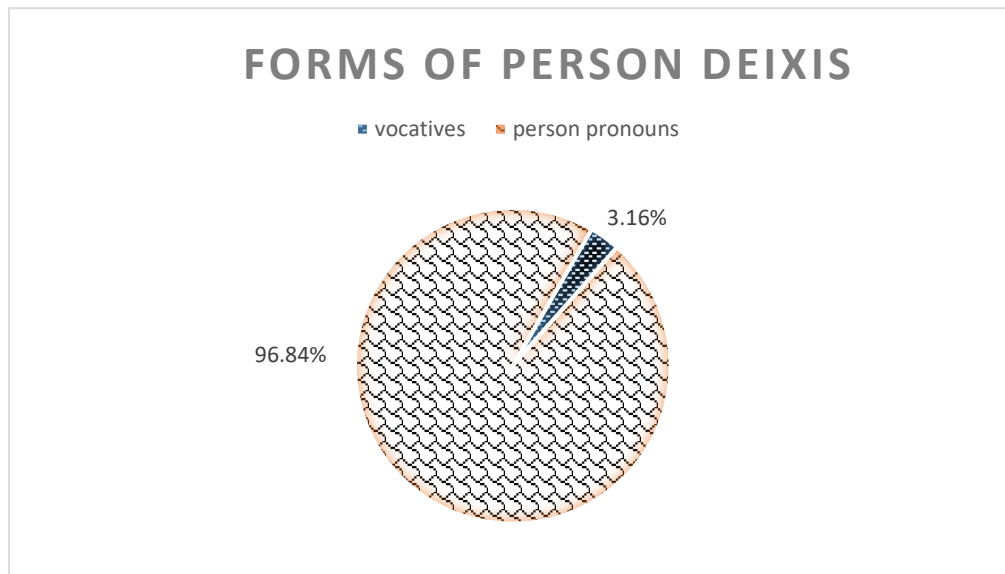 FORMS OF PERSON DEIXIS
vocatives person pronouns
3.16%
96.84%